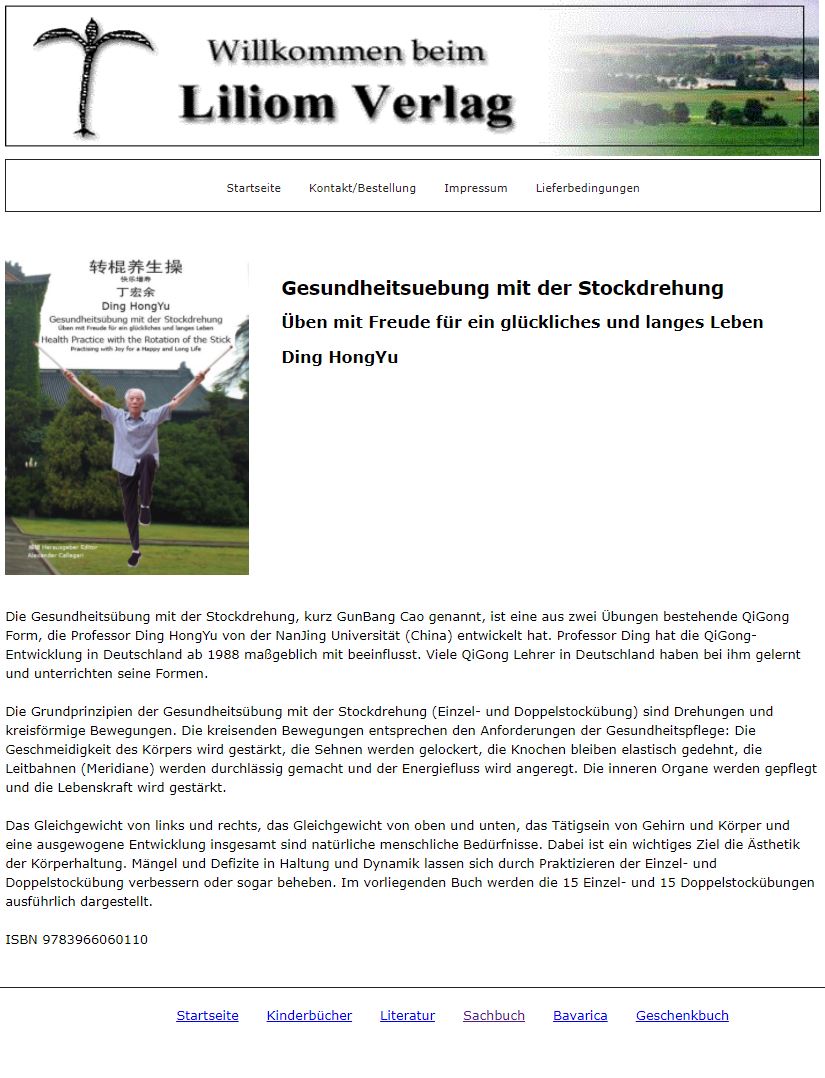 Willkommen beim
Liliom Verlag
Startseite Kontakt/Bestellung Impressum Lieferbedingungen
转棍养生操
快乐增寿
丁宏余
Ding HongYu
Gesundheitsübung mit der Stockdrehung
Üben mit Freude für ein glückliches und langes Leben
Health Practice with the Rotation of the Stick
Practising with Joy for a Happy and Long Life
Herausgeber Editor
Alexander Callegari
Gesundheitsuebung mit der Stockdrehung
Üben mit Freude für ein glückliches und langes Leben
Ding HongYu
Die Gesundheitsübung mit der Stockdrehung, kurz GunBang Cao genannt, ist eine aus zwei Übungen bestehende QiGong
Form, die Professor Ding HongYu von der NanJing Universität (China) entwickelt hat. Professor Ding hat die QiGong-
Entwicklung in Deutschland ab 1988 maßgeblich mit beeinflusst. Viele QiGong Lehrer in Deutschland haben bei ihm gelernt
und unterrichten seine Formen.
Die Grundprinzipien der Gesundheitsübung mit der Stockdrehung (Einzel- und Doppelstockübung) sind Drehungen und
kreisförmige Bewegungen. Die kreisenden Bewegungen entsprechen den Anforderungen der Gesundheitspflege: Die
Geschmeidigkeit des Körpers wird gestärkt, die Sehnen werden gelockert, die Knochen bleiben elastisch gedehnt, die
Leitbahnen (Meridiane) werden durchlässig gemacht und der Energiefluss wird angeregt. Die inneren Organe werden gepflegt
und die Lebenskraft wird gestärkt.
Das Gleichgewicht von links und rechts, das Gleichgewicht von oben und unten, das Tätigsein von Gehirn und Körper und
eine ausgewogene Entwicklung insgesamt sind natürliche menschliche Bedürfnisse. Dabei ist ein wichtiges Ziel die Ästhetik
der Körperhaltung. Mängel und Defizite in Haltung und Dynamik lassen sich durch Praktizieren der Einzel- und
Doppelstockübung verbessern oder sogar beheben. Im vorliegenden Buch werden die 15 Einzel- und 15 Doppelstockübungen
ausführlich dargestellt.
ISBN 9783966060110
Startseite Kinderbücher Literatur Sachbuch Bavarica Geschenkbuch